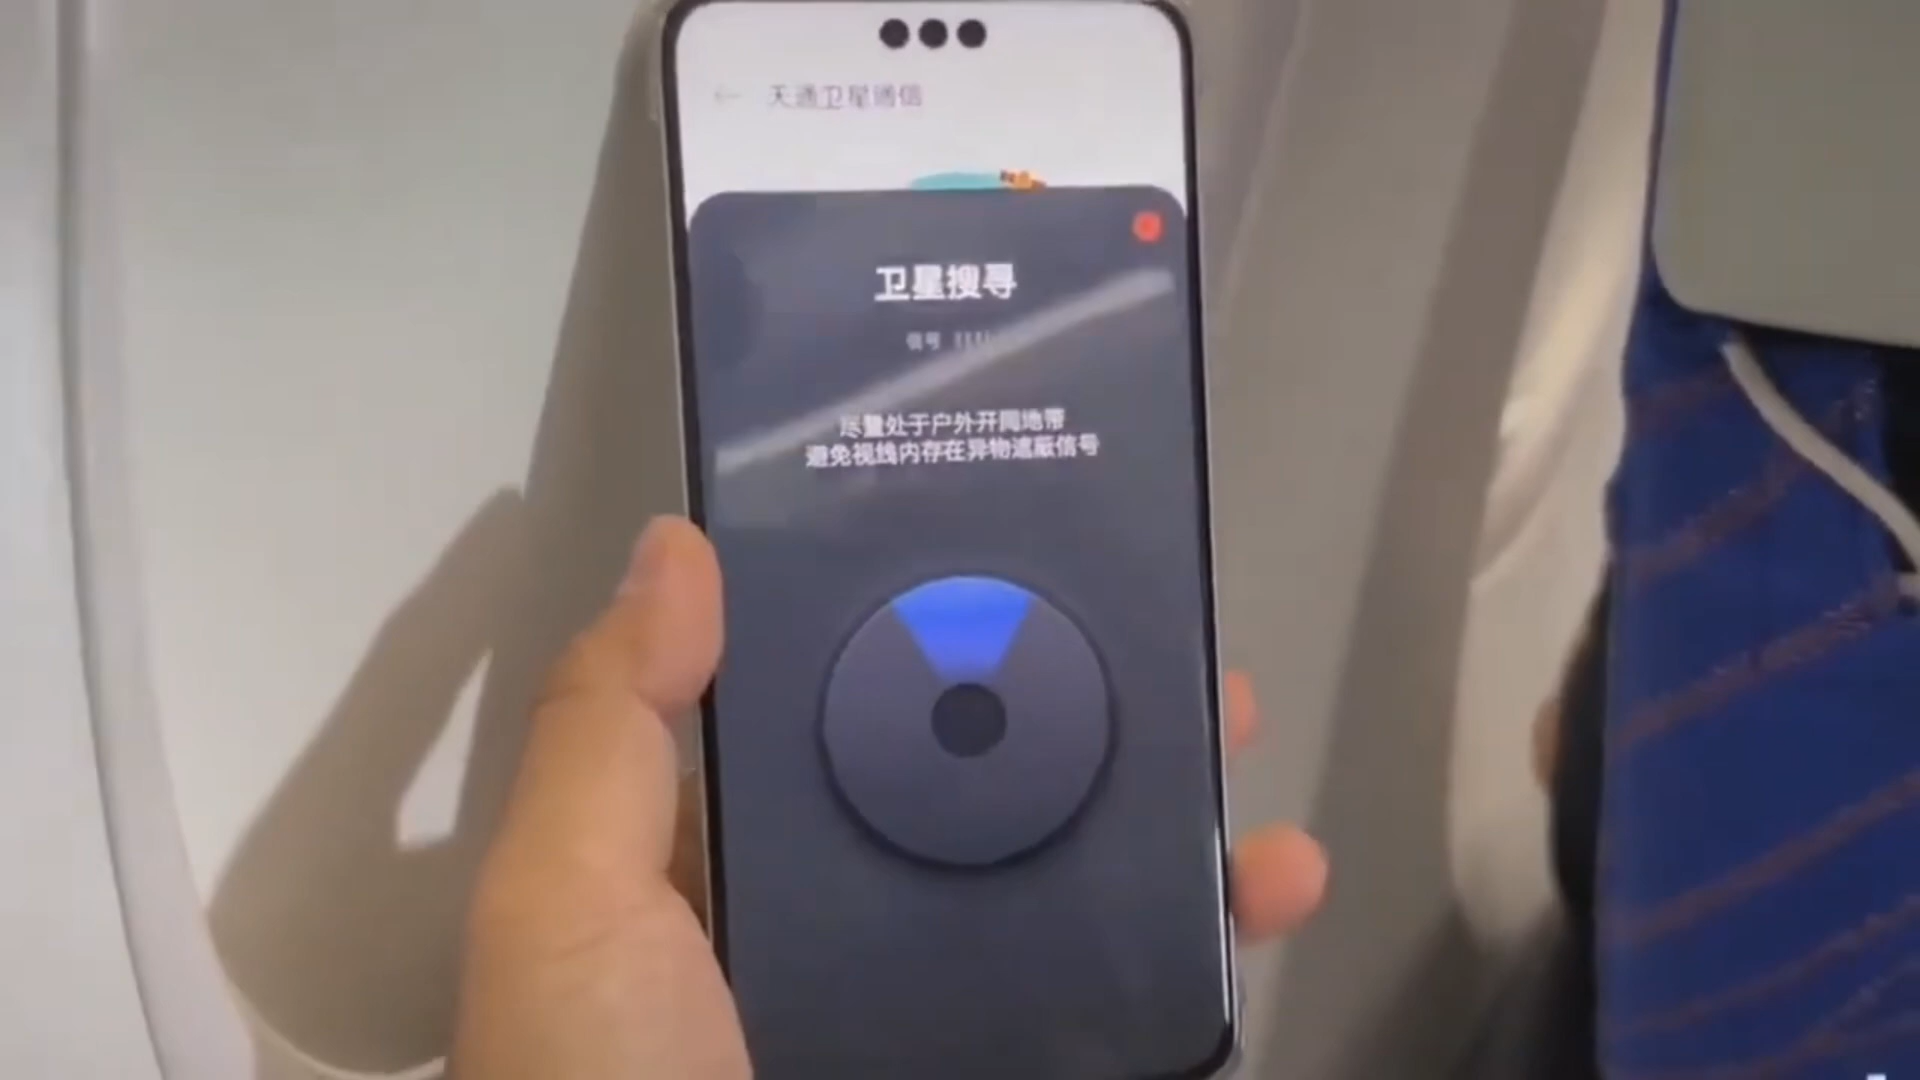 天通卫星通信
卫星搜寻
信号
尽量处于户外开阔地带
避免视线内存在异物遮蔽信号